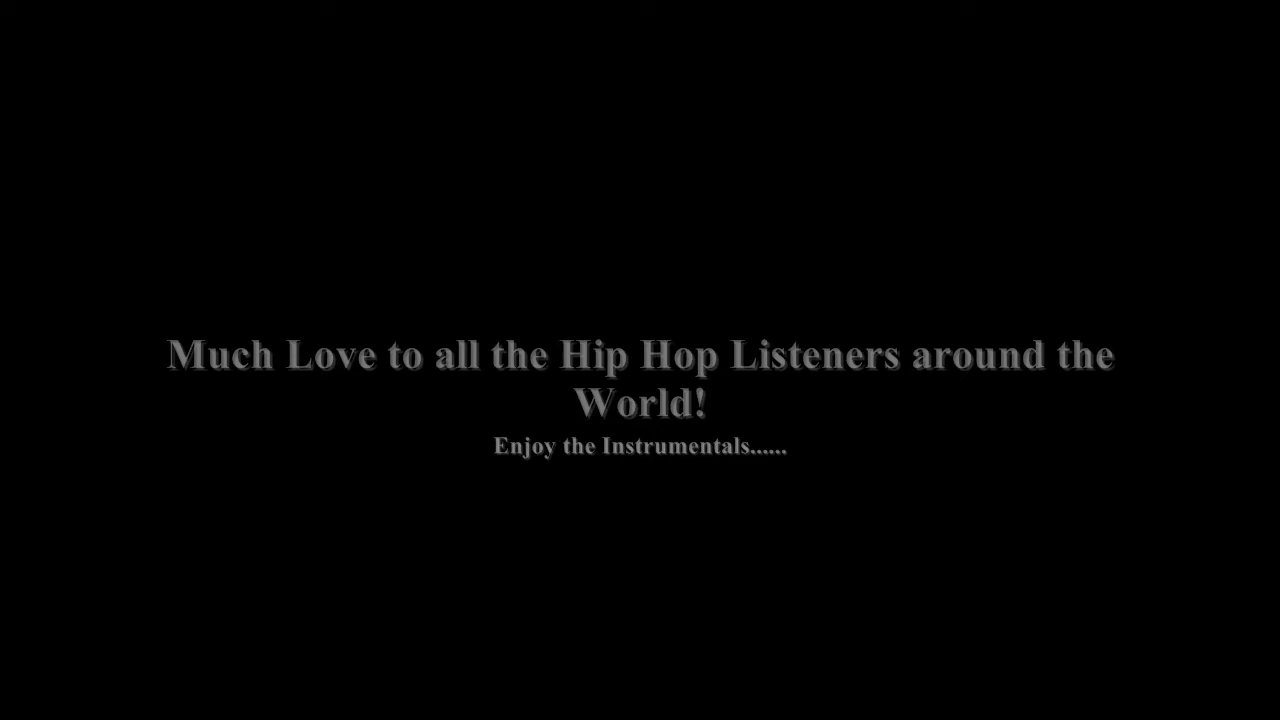 Much Love to all the Hip Hop Listeners around the
World!
Enjoy the Instrumentals......